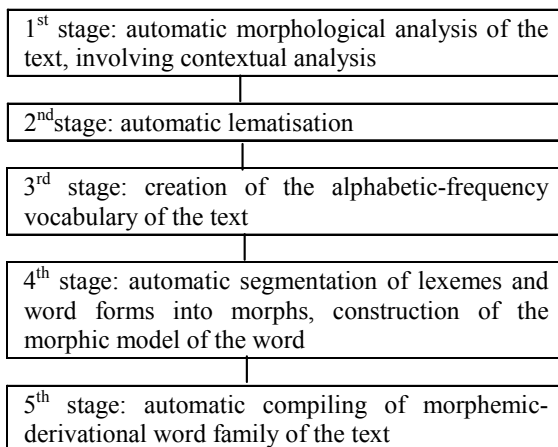 1st stage: automatic morphological analysis of the
text, involving contextual analysis
2ndstage: automatic lematisation
3rd stage: creation of the alphabetic-frequency
vocabulary of the text
4th stage: automatic segmentation of lexemes and
word forms into morphs, construction of the
morphic model of the word
5th stage: automatic compiling of morphemic-
derivational word family of the text